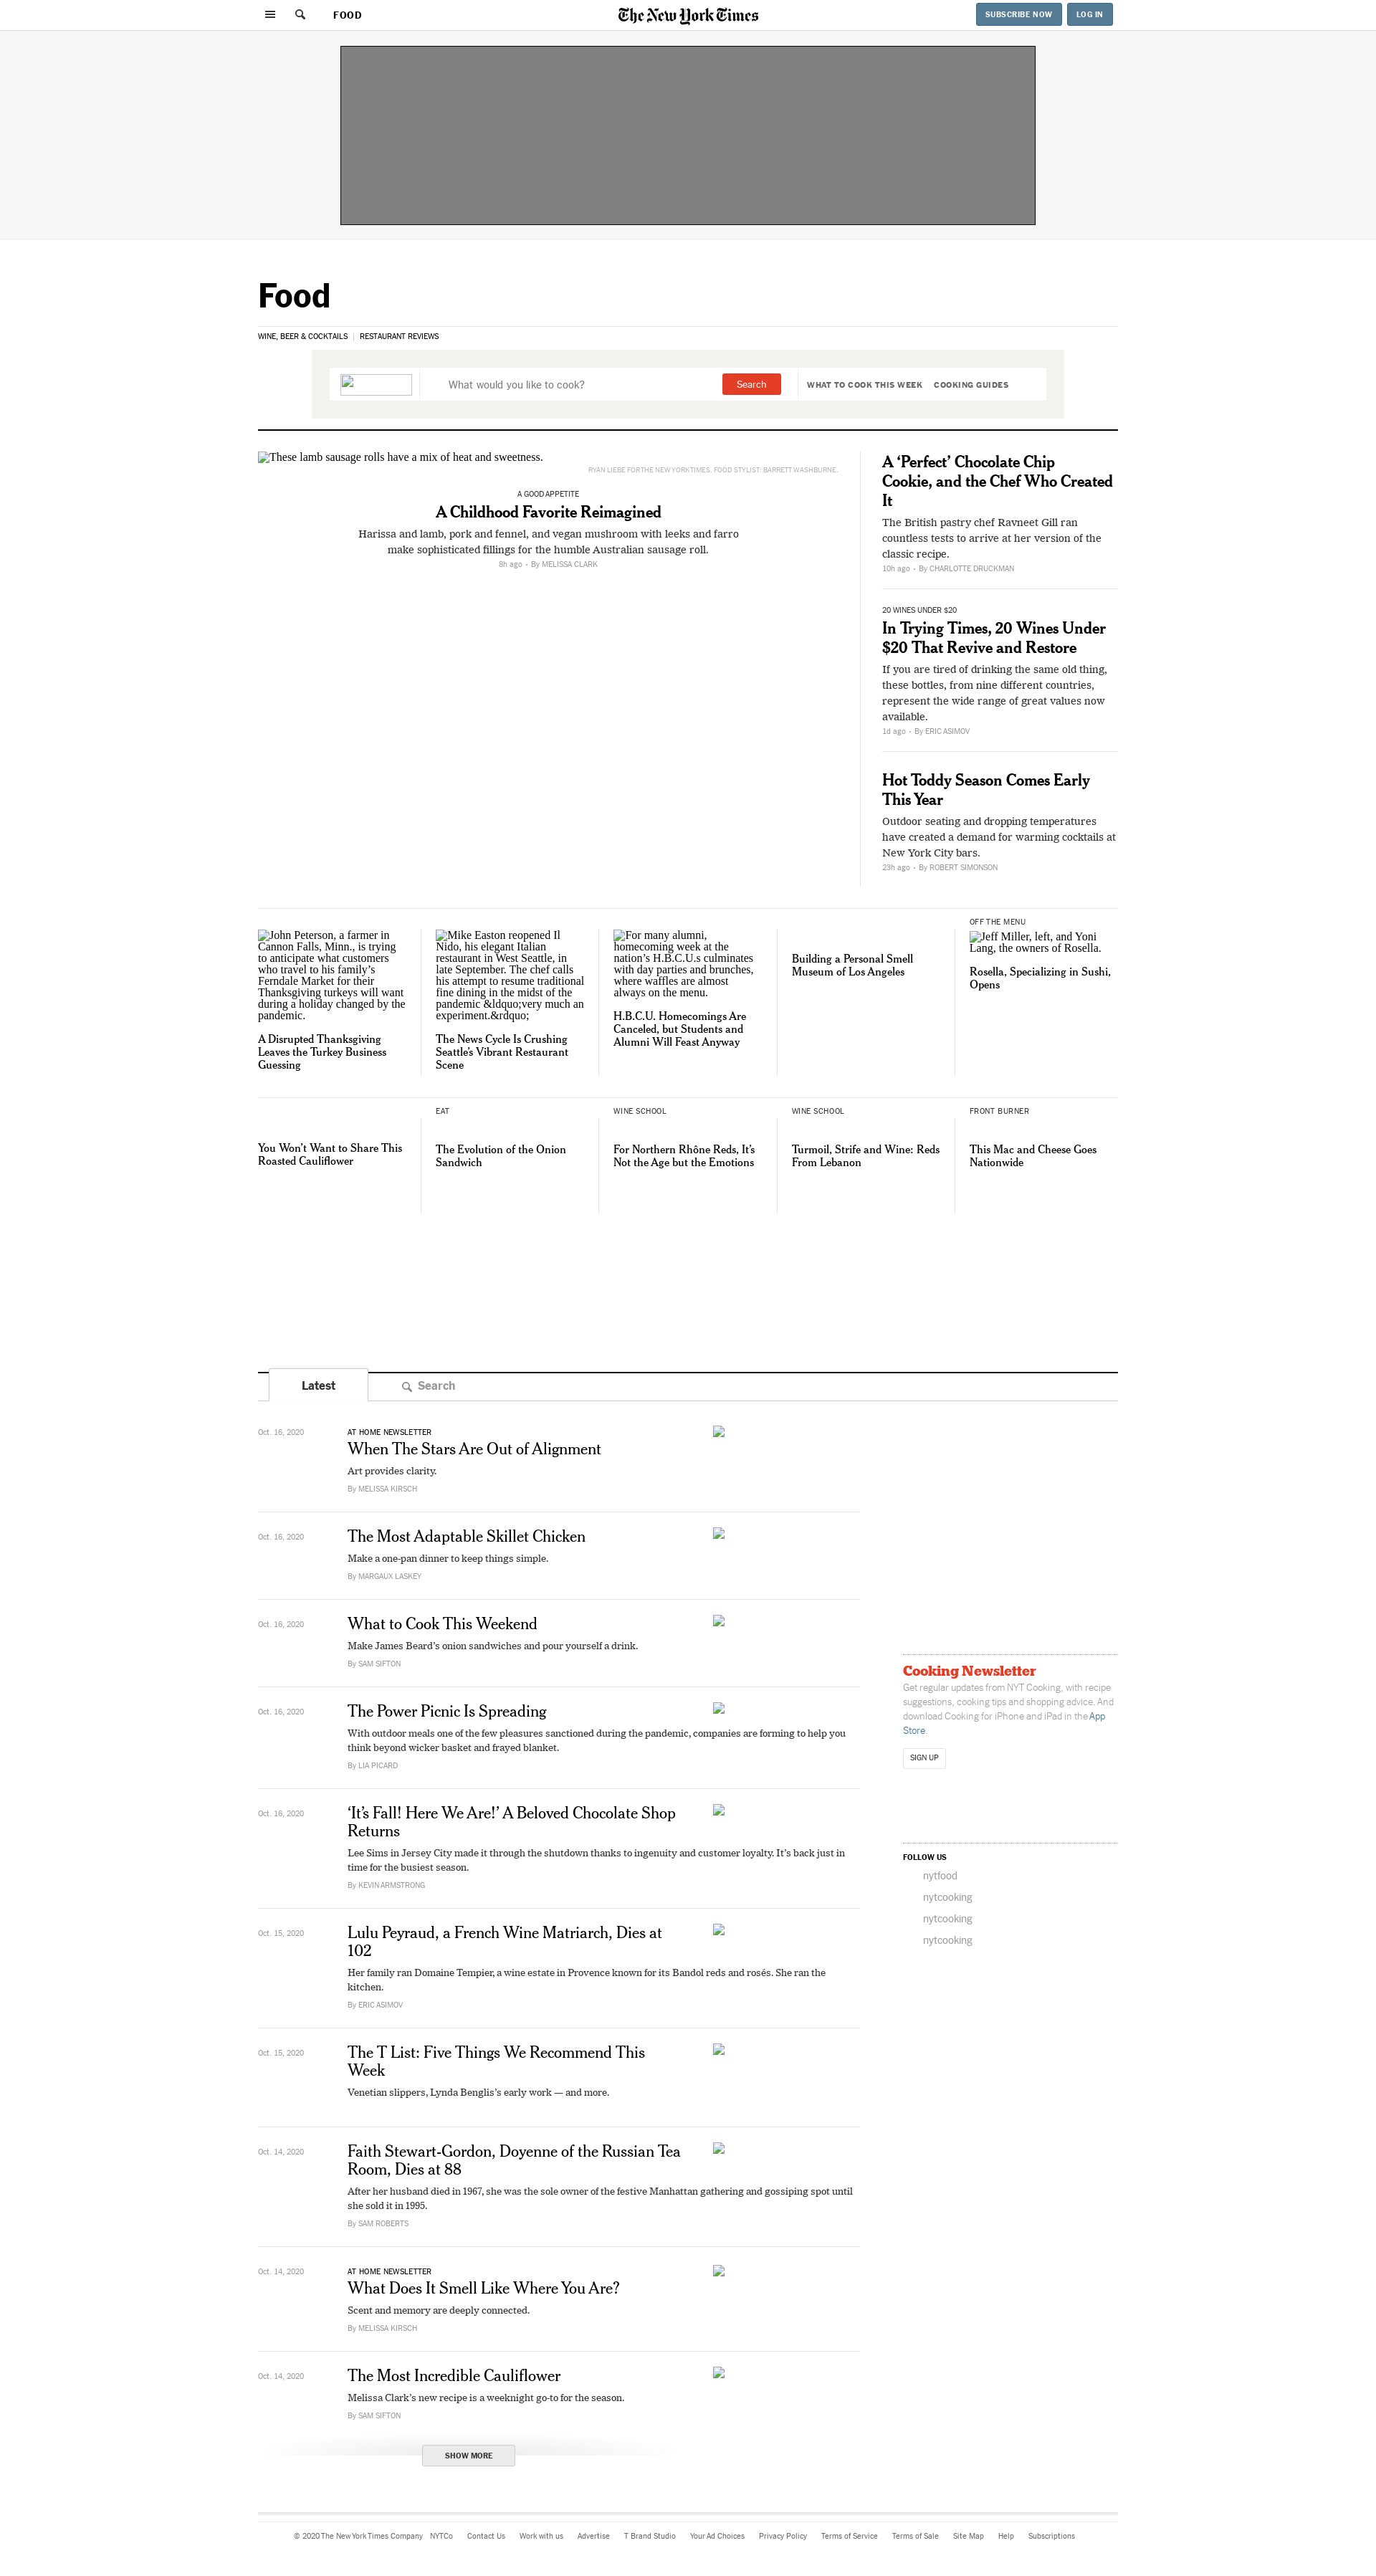 FOOD
The New York Times
SUBSCRIBE NOW
LOG IN
Food
WINE, BEER & COCKTAILS
RESTAURANT REVIEWS
What would you like to cook?
Search
WHAT TO COOK THIS WEEK
COOKING GUIDES
These lamb sausage rolls have a mix of heat and sweetness.
RYAN LIEBE FOR THE NEW YORK TIMES. FOOD STYLIST: BARRETT WASHBURNE.
A GOOD APPETITE
A Childhood Favorite Reimagined
Harissa and lamb, pork and fennel, and vegan mushroom with leeks and farro
make sophisticated fillings for the humble Australian sausage roll.
8h ago • By MELISSA CLARK
A ‘Perfect’ Chocolate Chip
Cookie, and the Chef Who Created
It
The British pastry chef Ravneet Gill ran
countless tests to arrive at her version of the
classic recipe.
10h ago • By CHARLOTTE DRUCKMAN
20 WINES UNDER $20
In Trying Times, 20 Wines Under
$20 That Revive and Restore
If you are tired of drinking the same old thing,
these bottles, from nine different countries,
represent the wide range of great values now
available.
1d ago • By ERIC ASIMOV
Hot Toddy Season Comes Early
This Year
Outdoor seating and dropping temperatures
have created a demand for warming cocktails at
New York City bars.
23h ago • By ROBERT SIMONSON
John Peterson, a farmer in
Cannon Falls, Minn., is trying
to anticipate what customers
who travel to his family’s
Ferndale Market for their
Thanksgiving turkeys will want
during a holiday changed by the
pandemic.
A Disrupted Thanksgiving
Leaves the Turkey Business
Guessing
Mike Easton reopened Il
Nido, his elegant Italian
restaurant in West Seattle, in
late September. The chef calls
his attempt to resume traditional
fine dining in the midst of the
pandemic &ldquo;very much an
experiment.&rdquo;
The News Cycle Is Crushing
Seattle’s Vibrant Restaurant
Scene
For many alumni,
homecoming week at the
nation’s H.B.C.U.s culminates
with day parties and brunches,
where waffles are almost
always on the menu.
H.B.C.U. Homecomings Are
Canceled, but Students and
Alumni Will Feast Anyway
Building a Personal Smell
Museum of Los Angeles
OFF THE MENU
Jeff Miller, left, and Yoni
Lang, the owners of Rosella.
Rosella, Specializing in Sushi,
Opens
You Won’t Want to Share This
Roasted Cauliflower
EAT
The Evolution of the Onion
Sandwich
WINE SCHOOL
For Northern Rhône Reds, It’s
Not the Age but the Emotions
WINE SCHOOL
Turmoil, Strife and Wine: Reds
From Lebanon
FRONT BURNER
This Mac and Cheese Goes
Nationwide
Latest
Search
Oct. 16, 2020
AT HOME NEWSLETTER
When The Stars Are Out of Alignment
Art provides clarity.
By MELISSA KIRSCH
Oct. 16, 2020
The Most Adaptable Skillet Chicken
Make a one-pan dinner to keep things simple.
By MARGAUX LASKEY
Oct. 16, 2020
What to Cook This Weekend
Make James Beard’s onion sandwiches and pour yourself a drink.
By SAM SIFTON
Oct. 16, 2020
The Power Picnic Is Spreading
With outdoor meals one of the few pleasures sanctioned during the pandemic, companies are forming to help you
think beyond wicker basket and frayed blanket.
By LIA PICARD
Oct. 16, 2020
‘It’s Fall! Here We Are!’ A Beloved Chocolate Shop
Returns
Lee Sims in Jersey City made it through the shutdown thanks to ingenuity and customer loyalty. It’s back just in
time for the busiest season.
By KEVIN ARMSTRONG
Oct. 15, 2020
Lulu Peyraud, a French Wine Matriarch, Dies at
102
Her family ran Domaine Tempier, a wine estate in Provence known for its Bandol reds and rosés. She ran the
kitchen.
By ERIC ASIMOV
Oct. 15, 2020
The T List: Five Things We Recommend This
Week
Venetian slippers, Lynda Benglis’s early work — and more.
Oct. 14, 2020
Faith Stewart-Gordon, Doyenne of the Russian Tea
Room, Dies at 88
After her husband died in 1967, she was the sole owner of the festive Manhattan gathering and gossiping spot until
she sold it in 1995.
By SAM ROBERTS
Oct. 14, 2020
AT HOME NEWSLETTER
What Does It Smell Like Where You Are?
Scent and memory are deeply connected.
By MELISSA KIRSCH
Oct. 14, 2020
The Most Incredible Cauliflower
Melissa Clark’s new recipe is a weeknight go-to for the season.
By SAM SIFTON
SHOW MORE
Cooking Newsletter
Get regular updates from NYT Cooking, with recipe
suggestions, cooking tips and shopping advice. And
download Cooking for iPhone and iPad in the App
Store.
SIGN UP
FOLLOW US
nytfood
nytcooking
nytcooking
nytcooking
© 2020 The New York Times Company NYTCo Contact Us Work with us Advertise T Brand Studio Your Ad Choices Privacy Policy Terms of Service Terms of Sale Site Map Help Subscriptions